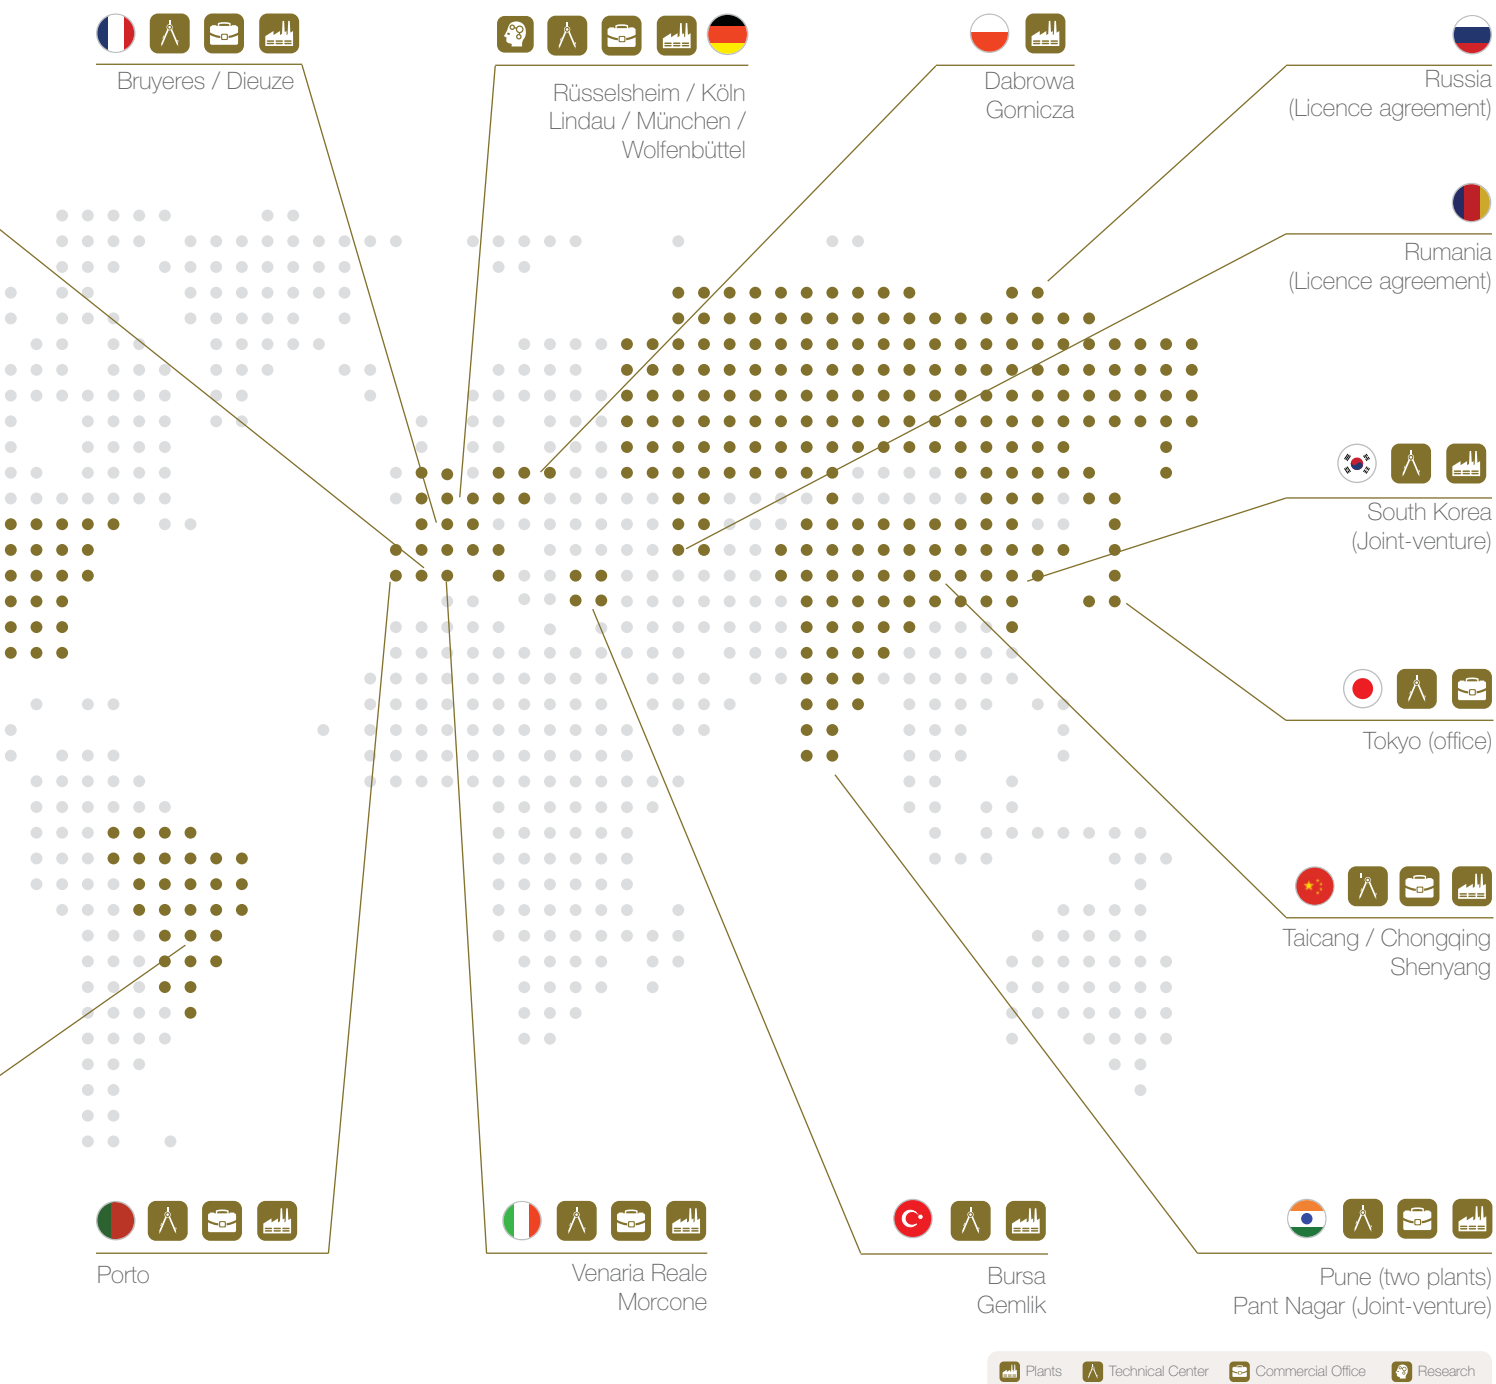 Bruyeres / Dieuze
Rüsselsheim / Köln
Lindau / München /
Wolfenbüttel
Dabrowa
Gornicza
Russia
(Licence agreement)
Rumania
(Licence agreement)
South Korea
(Joint-venture)
Tokyo (office)
Taicang / Chongqing
Shenyang
Porto
Venaria Reale
Morcone
Bursa
Gemlik
Pune (two plants)
Pant Nagar (Joint-venture)
Plants Technical Center Commercial Office Research